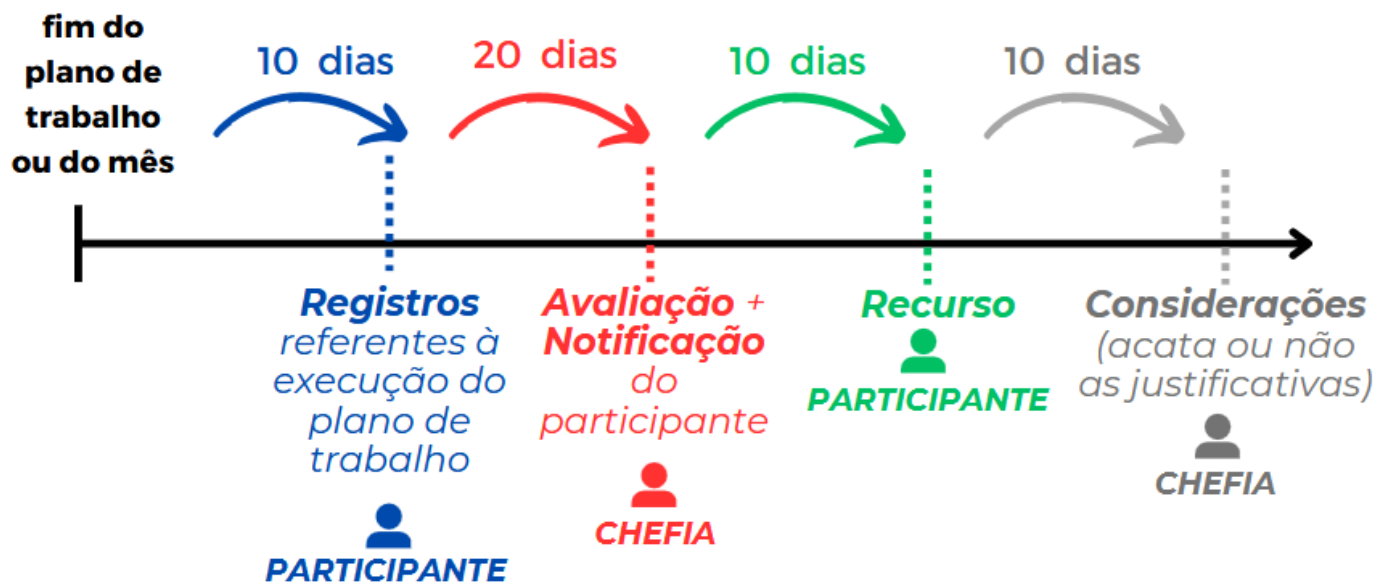 fim do
plano de
trabalho
ou do mês
10 dias
20 dias
10 dias
10 dias
Registros
referentes à
execução do
plano de
trabalho
PARTICIPANTE
Avaliação +
Notificação
do
participante
CHEFIA
Recurso
PARTICIPANTE
Considerações
(acata ou não
as justificativas)
CHEFIA